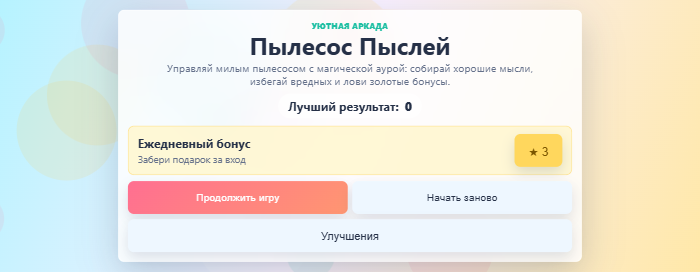 УЮТНАЯ АРКАДА
Пылесос Пыслей
Управляй милым пылесосом с магической аурой: собирай хорошие мысли,
избегай вредных и лови золотые бонусы.
Лучший результат: 0
Ежедневный бонус
Забери подарок за вход
★ 3
Продолжить игру
Начать заново
Улучшения